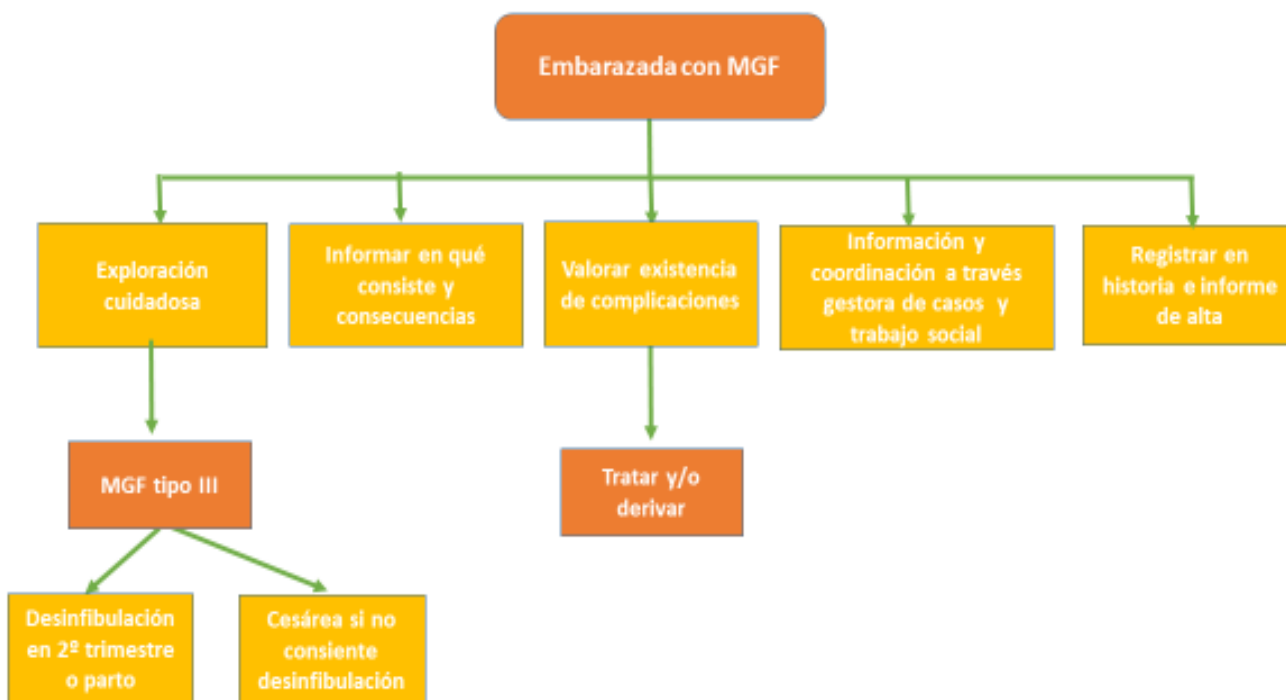 Embarazada con MGF
Exploración
cuidadosa
Informar en qué
consiste y
consecuencias
Valorar existencia
de complicaciones
Información y
coordinación a través
gestora de casos y
trabajo social
Registrar en
historia e informe
de alta
MGF tipo III
Tratar y/o
derivar
Desinfibulación
en 2º trimestre
o parto
Cesárea si no
consiente
desinfibulación